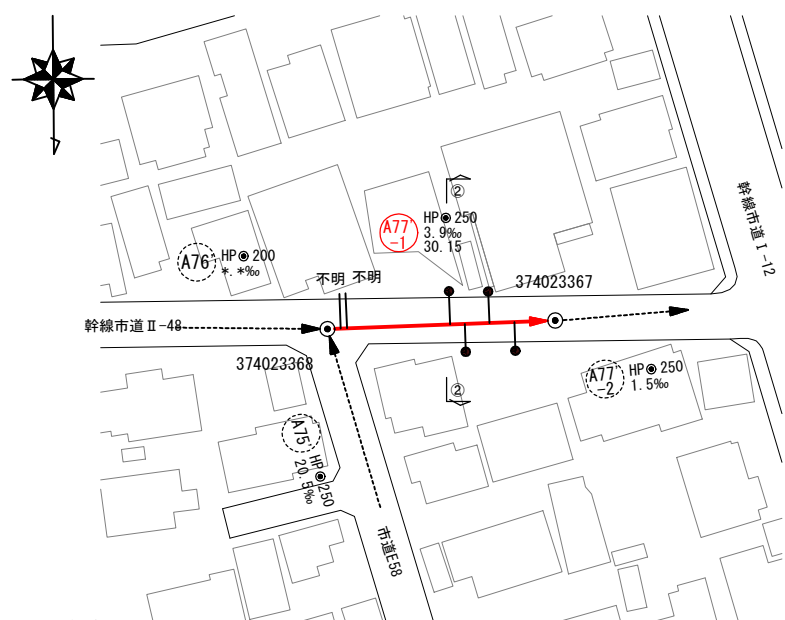 幹線市道Ⅰ-12
②
A77'
-1
HP 250
3.9‰
30.15
A76'
HP 200
*.*‰
不明 不明
374023367
幹線市道Ⅱ-48
374023368
A77'
-2
HP 250
1.5‰
②
A75'
HP 250
20.5‰
市道E58